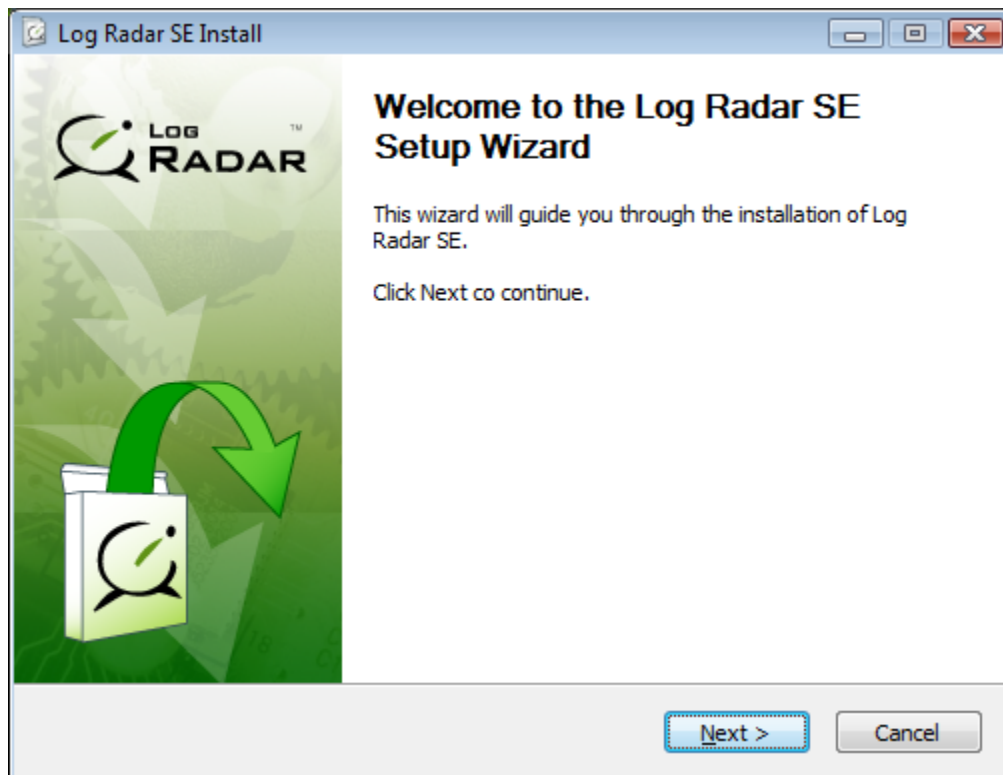 Log Radar SE Install
LOG ™
RADAR
Welcome to the Log Radar SE
Setup Wizard
This wizard will guide you through the installation of Log
Radar SE.
Click Next co continue.
Next >
Cancel